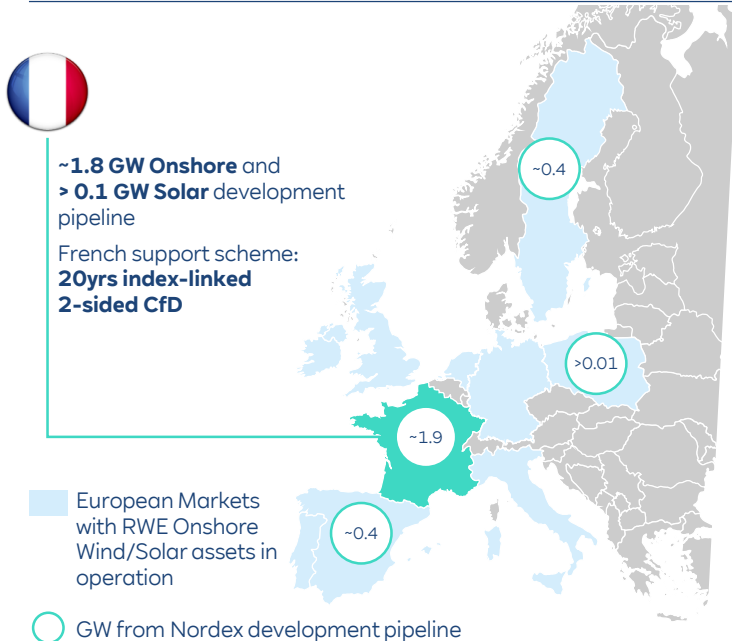 ~1.8 GW Onshore and
> 0.1 GW Solar development
pipeline
French support scheme:
20yrs index-linked
2-sided CfD
~0.4
>0.01
~1.9
~0.4
European Markets
with RWE Onshore
Wind/Solar assets in
operation
GW from Nordex development pipeline